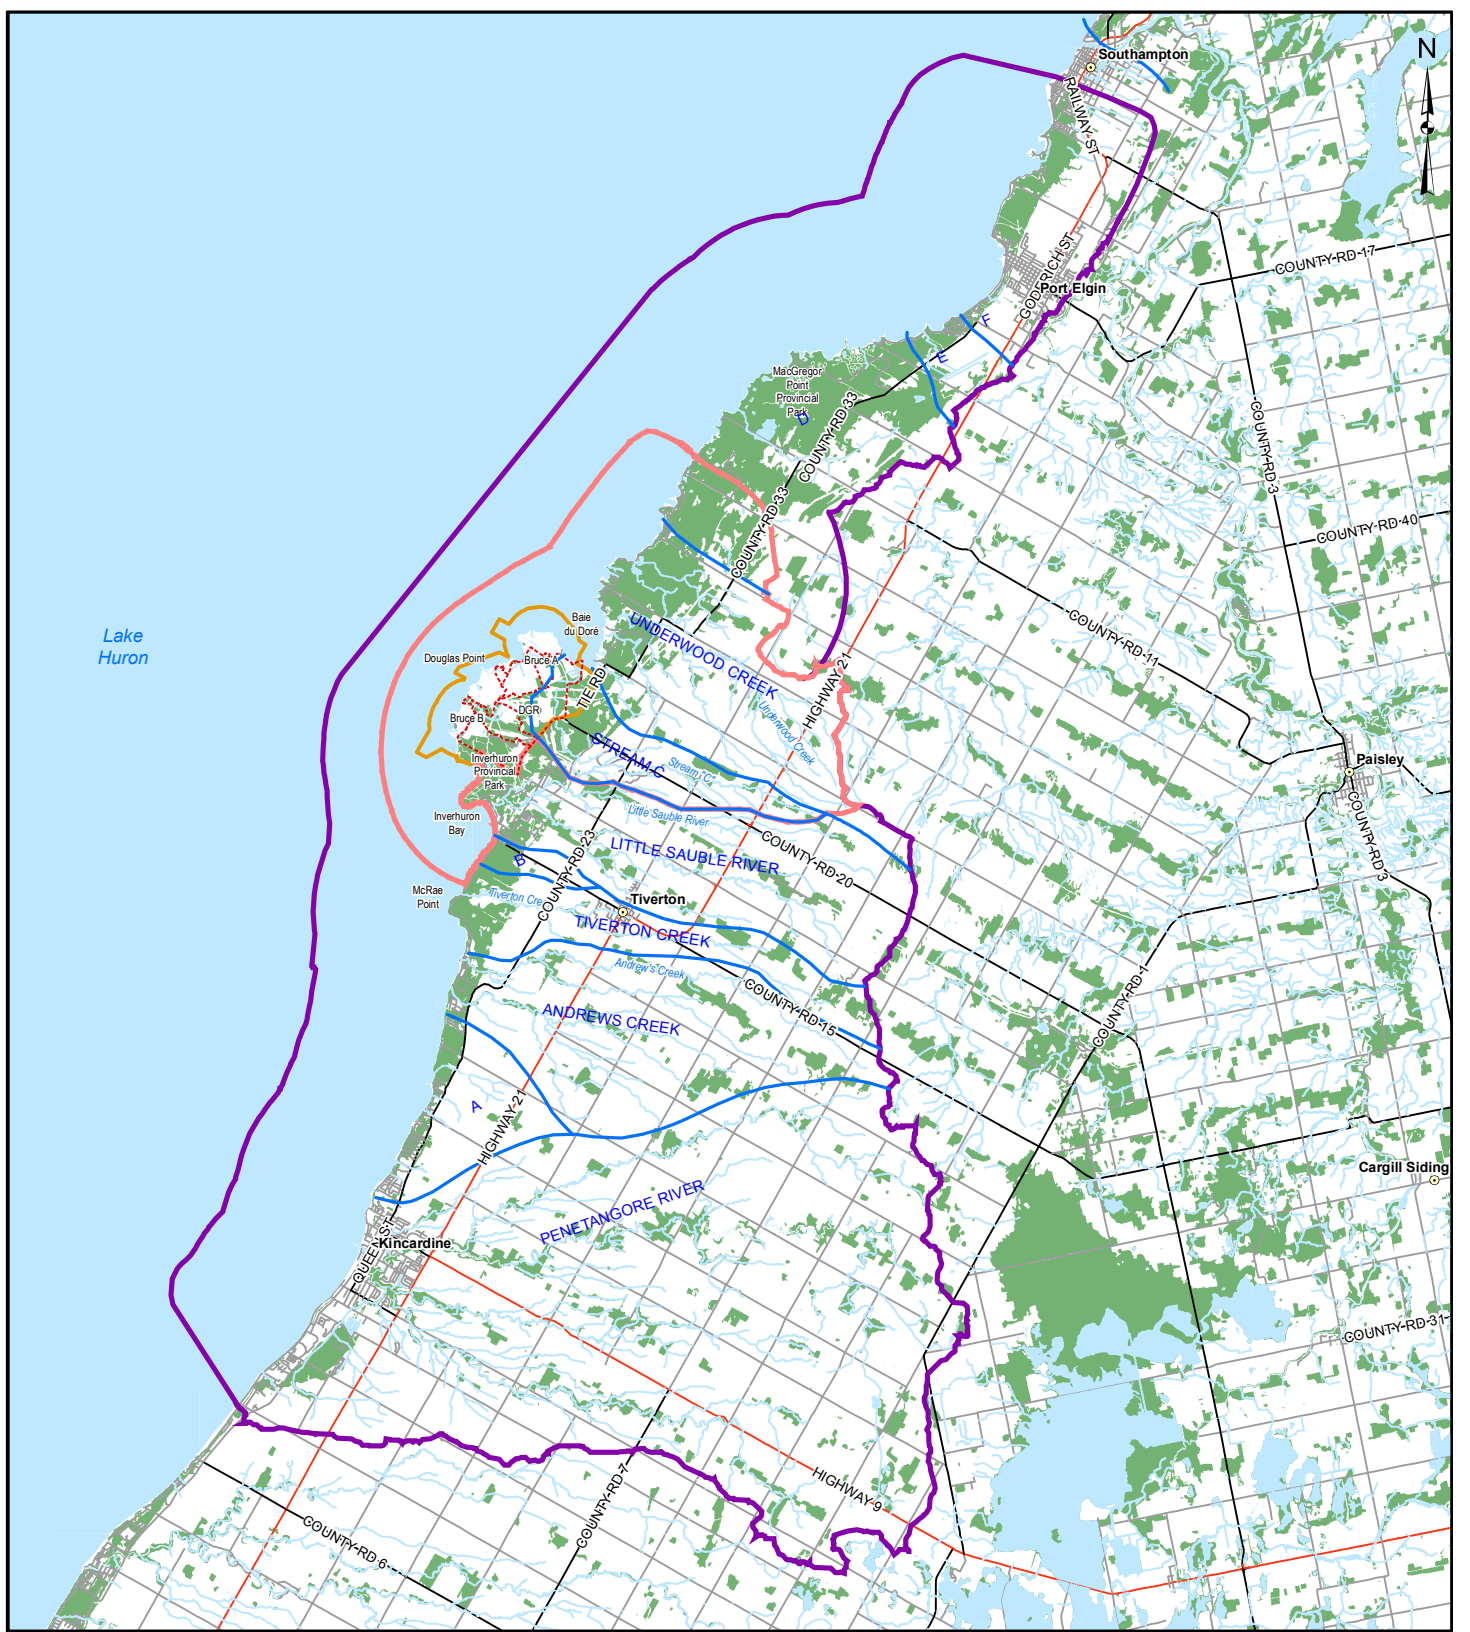 Southampton
N
RAILWAY ST
COUNTY RD 17
GODERICH ST
Port Elgin
F
E
MacGregor
Point
Provincial
Park
D
COUNTY RD 33
COUNTY RD 3
COUNTY RD 33
COUNTY RD 40
Lake
Huron
Baie
du Doré
UNDERWOOD CREEK
COUNTY RD 11
Douglas Point
Bruce A
TIE RD
HIGHWAY 21
DGR
Bruce B
Underwood Creek
STREAM C
Stream "C"
Inverhuron
Provincial
Park
Paisley
Little Sauble River
Inverhuron
Bay
COUNTY RD 3
B
LITTLE SAUBLE RIVER
COUNTY RD 20
COUNTY RD 23
McRae
Point
Tiverton Cre
Tiverton
TIVERTON CREEK
Andrew's Creek
COUNTY RD 15
COUNTY RD 1
ANDREWS CREEK
A
HIGHWAY 21
Cargill Siding
PENETANGORE RIVER
QUEEN ST
Kincardine
COUNTY RD 31
HIGHWAY 9
COUNTY RD 7
COUNTY RD 6